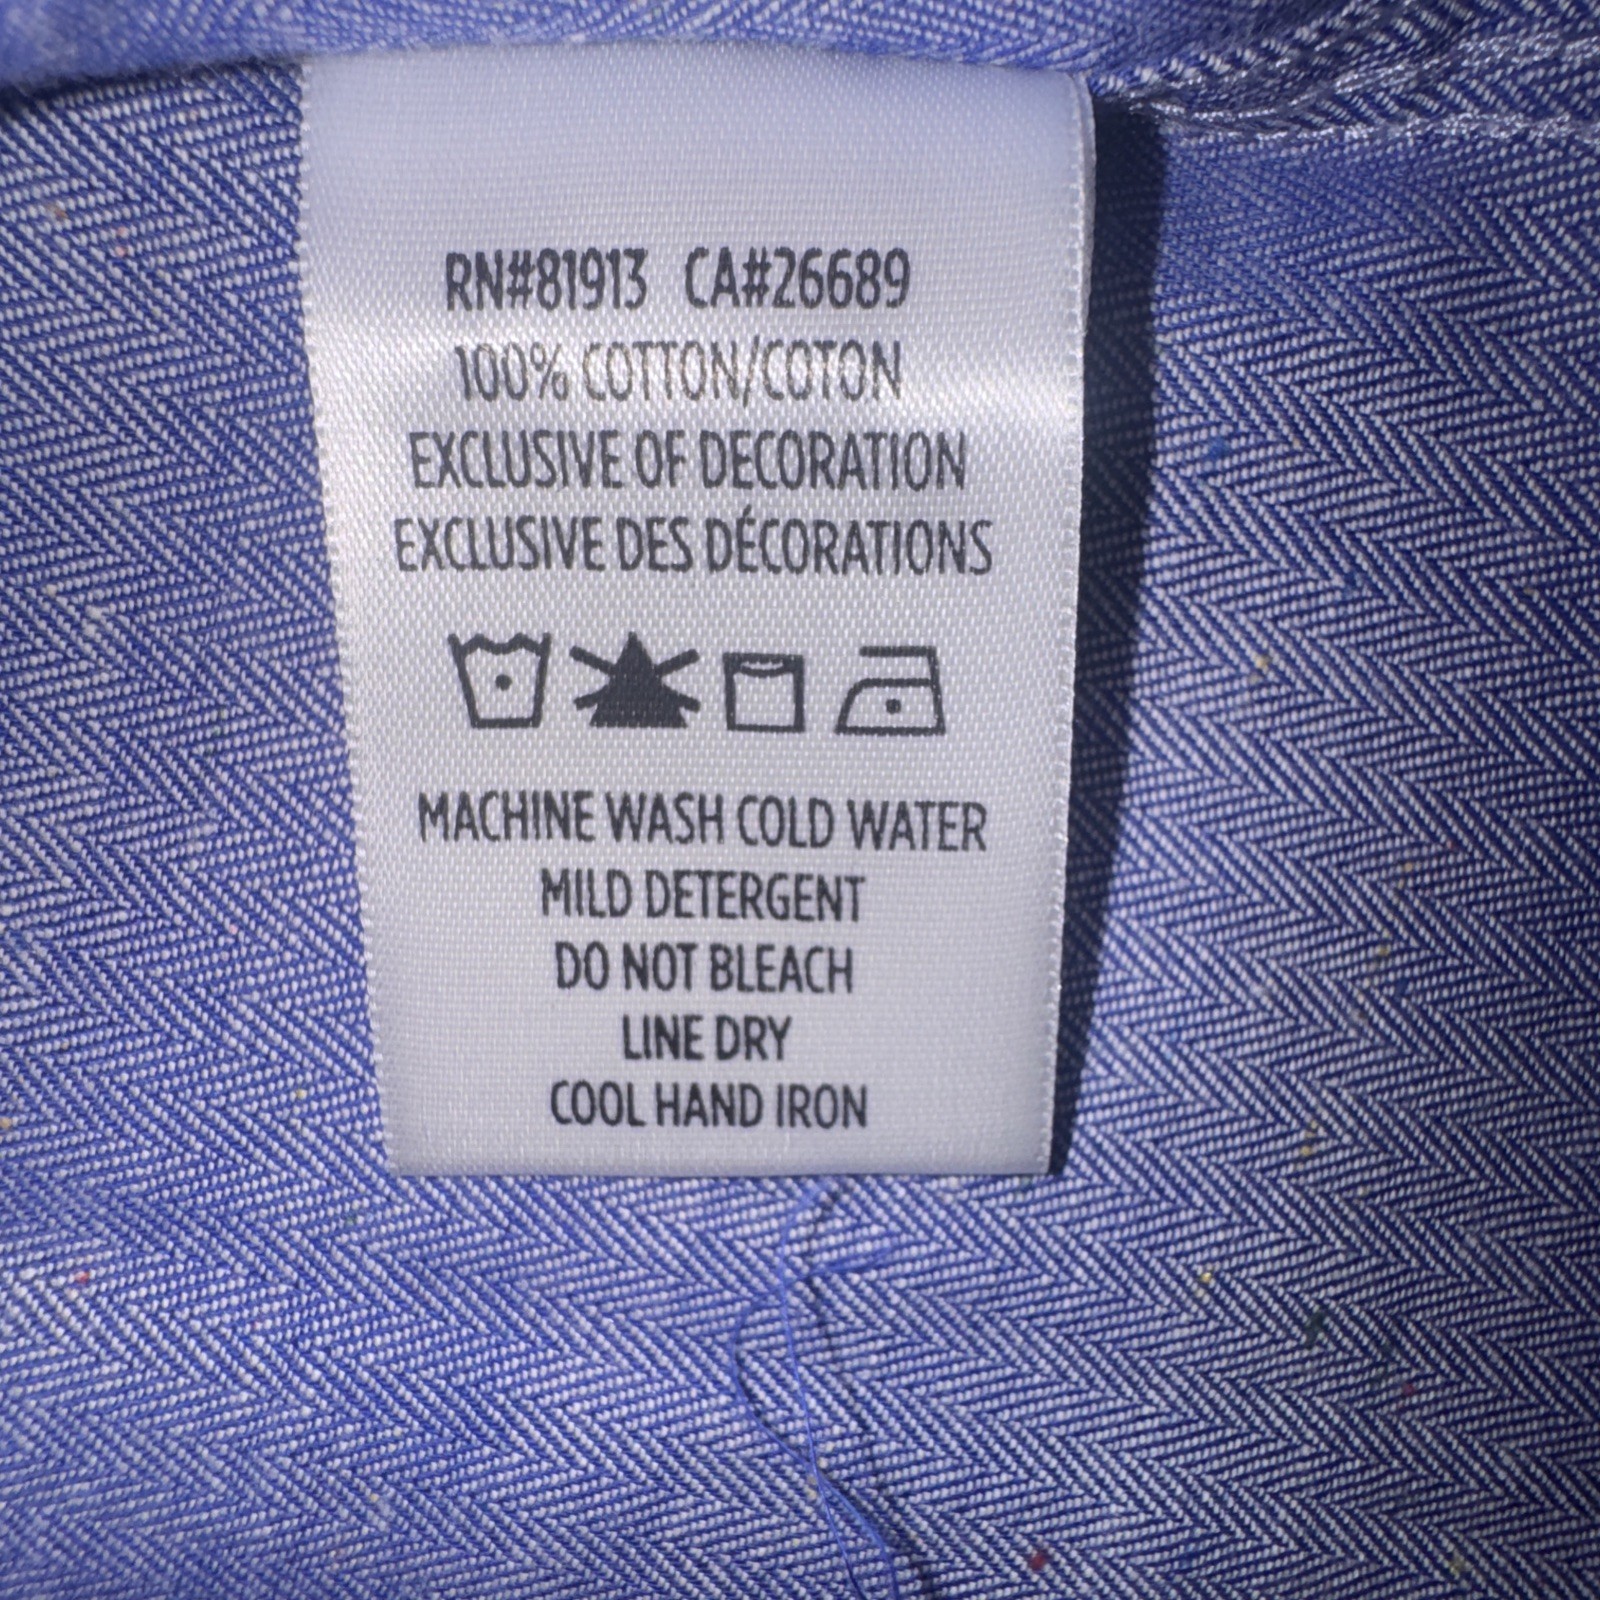 RN#81913 CA#26689
100% COTTON/COTON
EXCLUSIVE OF DECORATION
EXCLUSIVE DES DÉCORATIONS
MACHINE WASH COLD WATER
MILD DETERGENT
DO NOT BLEACH
LINE DRY
COOL HAND IRON